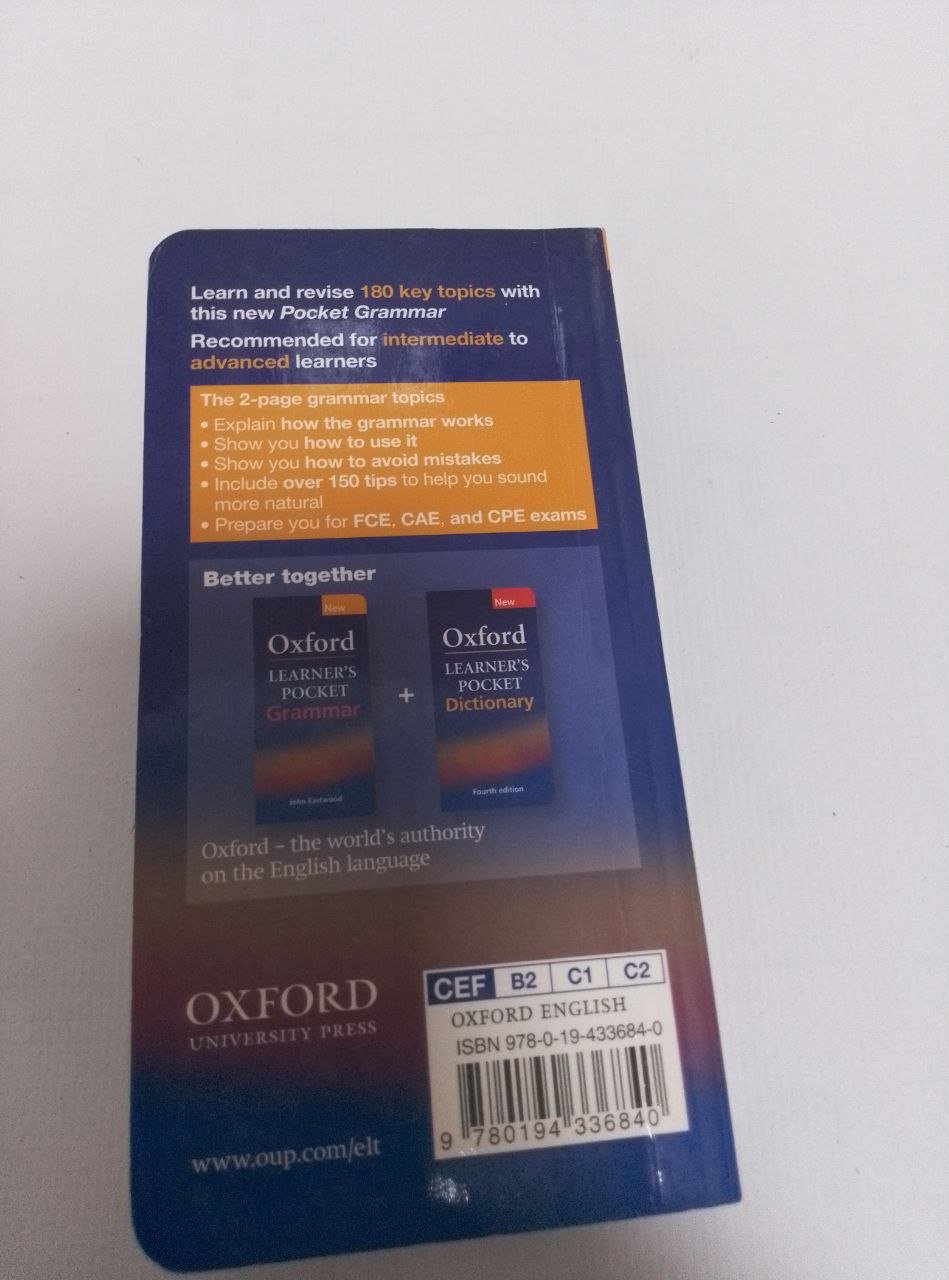 Learn and revise 180 key topics with
this new Pocket Grammar
Recommended for intermediate to
advanced learners
The 2-page grammar topics
• Explain how the grammar works
• Show you how to use it
• Show you how to avoid mistakes
• Include over 150 tips to help you sound
more natural
• Prepare you for FCE, CAE, and CPE exams
Better together
New
Oxford
LEARNER'S
POCKET
Grammar
John Eastwood
+
New
Oxford
LEARNER'S
POCKET
Dictionary
Fourth edition
Oxford – the world's authority
on the English language
OXFORD
UNIVERSITY PRESS
www.oup.com/elt
CEF B2 C1 C2
OXFORD ENGLISH
ISBN 978-0-19-433684-0
9 780194 336840